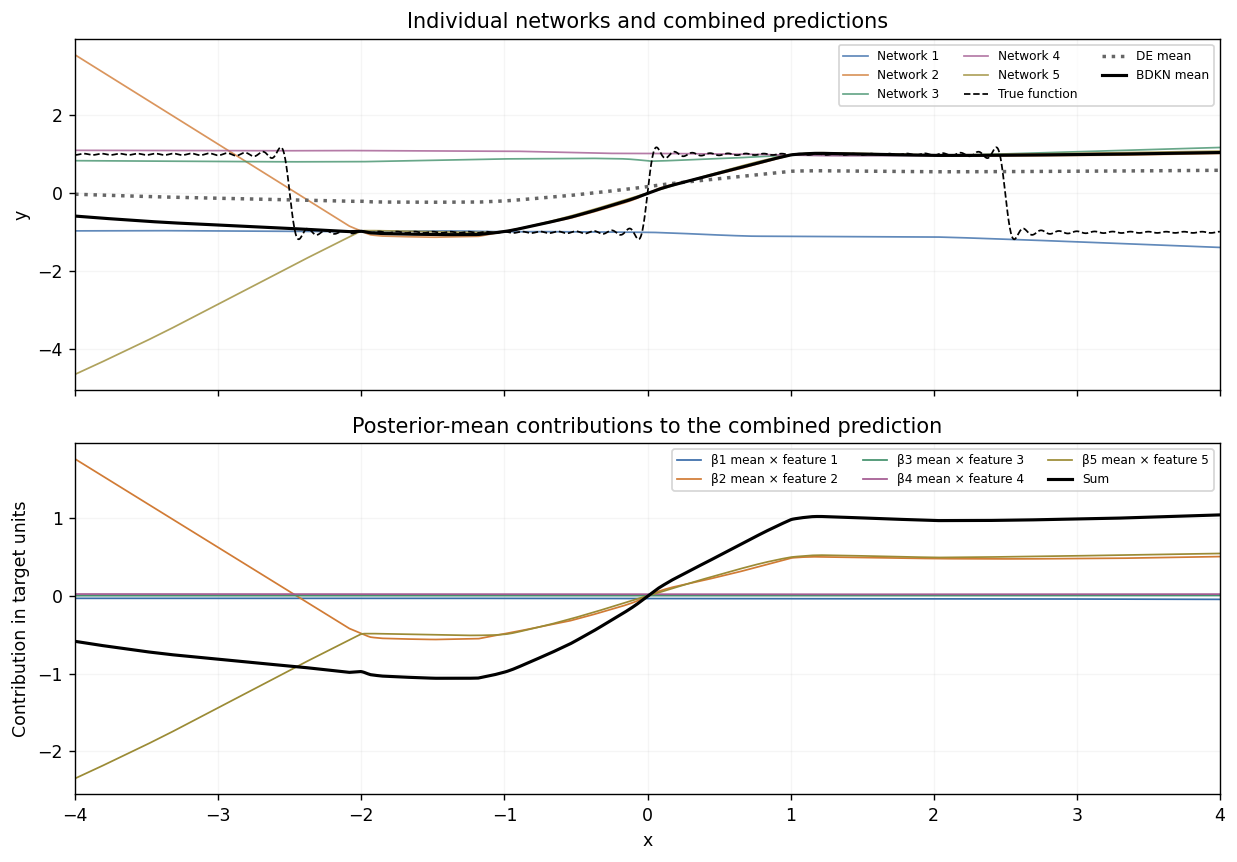 Individual networks and combined predictions
Network 1
Network 2
Network 3
Network 4
Network 5
True function
DE mean
BDKN mean
y
2
0
−2
−4
Posterior-mean contributions to the combined prediction
β1 mean × feature 1
β2 mean × feature 2
β3 mean × feature 3
β4 mean × feature 4
β5 mean × feature 5
Sum
Contribution in target units
1
0
−1
−2
−4 −3 −2 −1 0 1 2 3 4
x